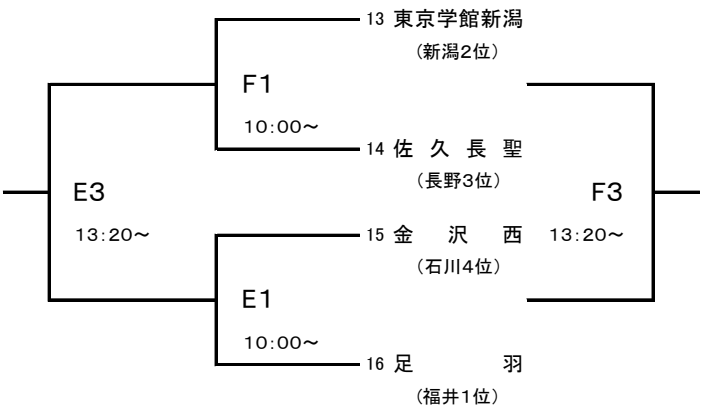 13 東京学館新潟
（新潟2位）
F1
10:00～
14 佐久長聖
（長野3位）
E3
F3
13:20～
15 金沢西
13:20～
（石川4位）
E1
10:00～
16 足羽
（福井1位）